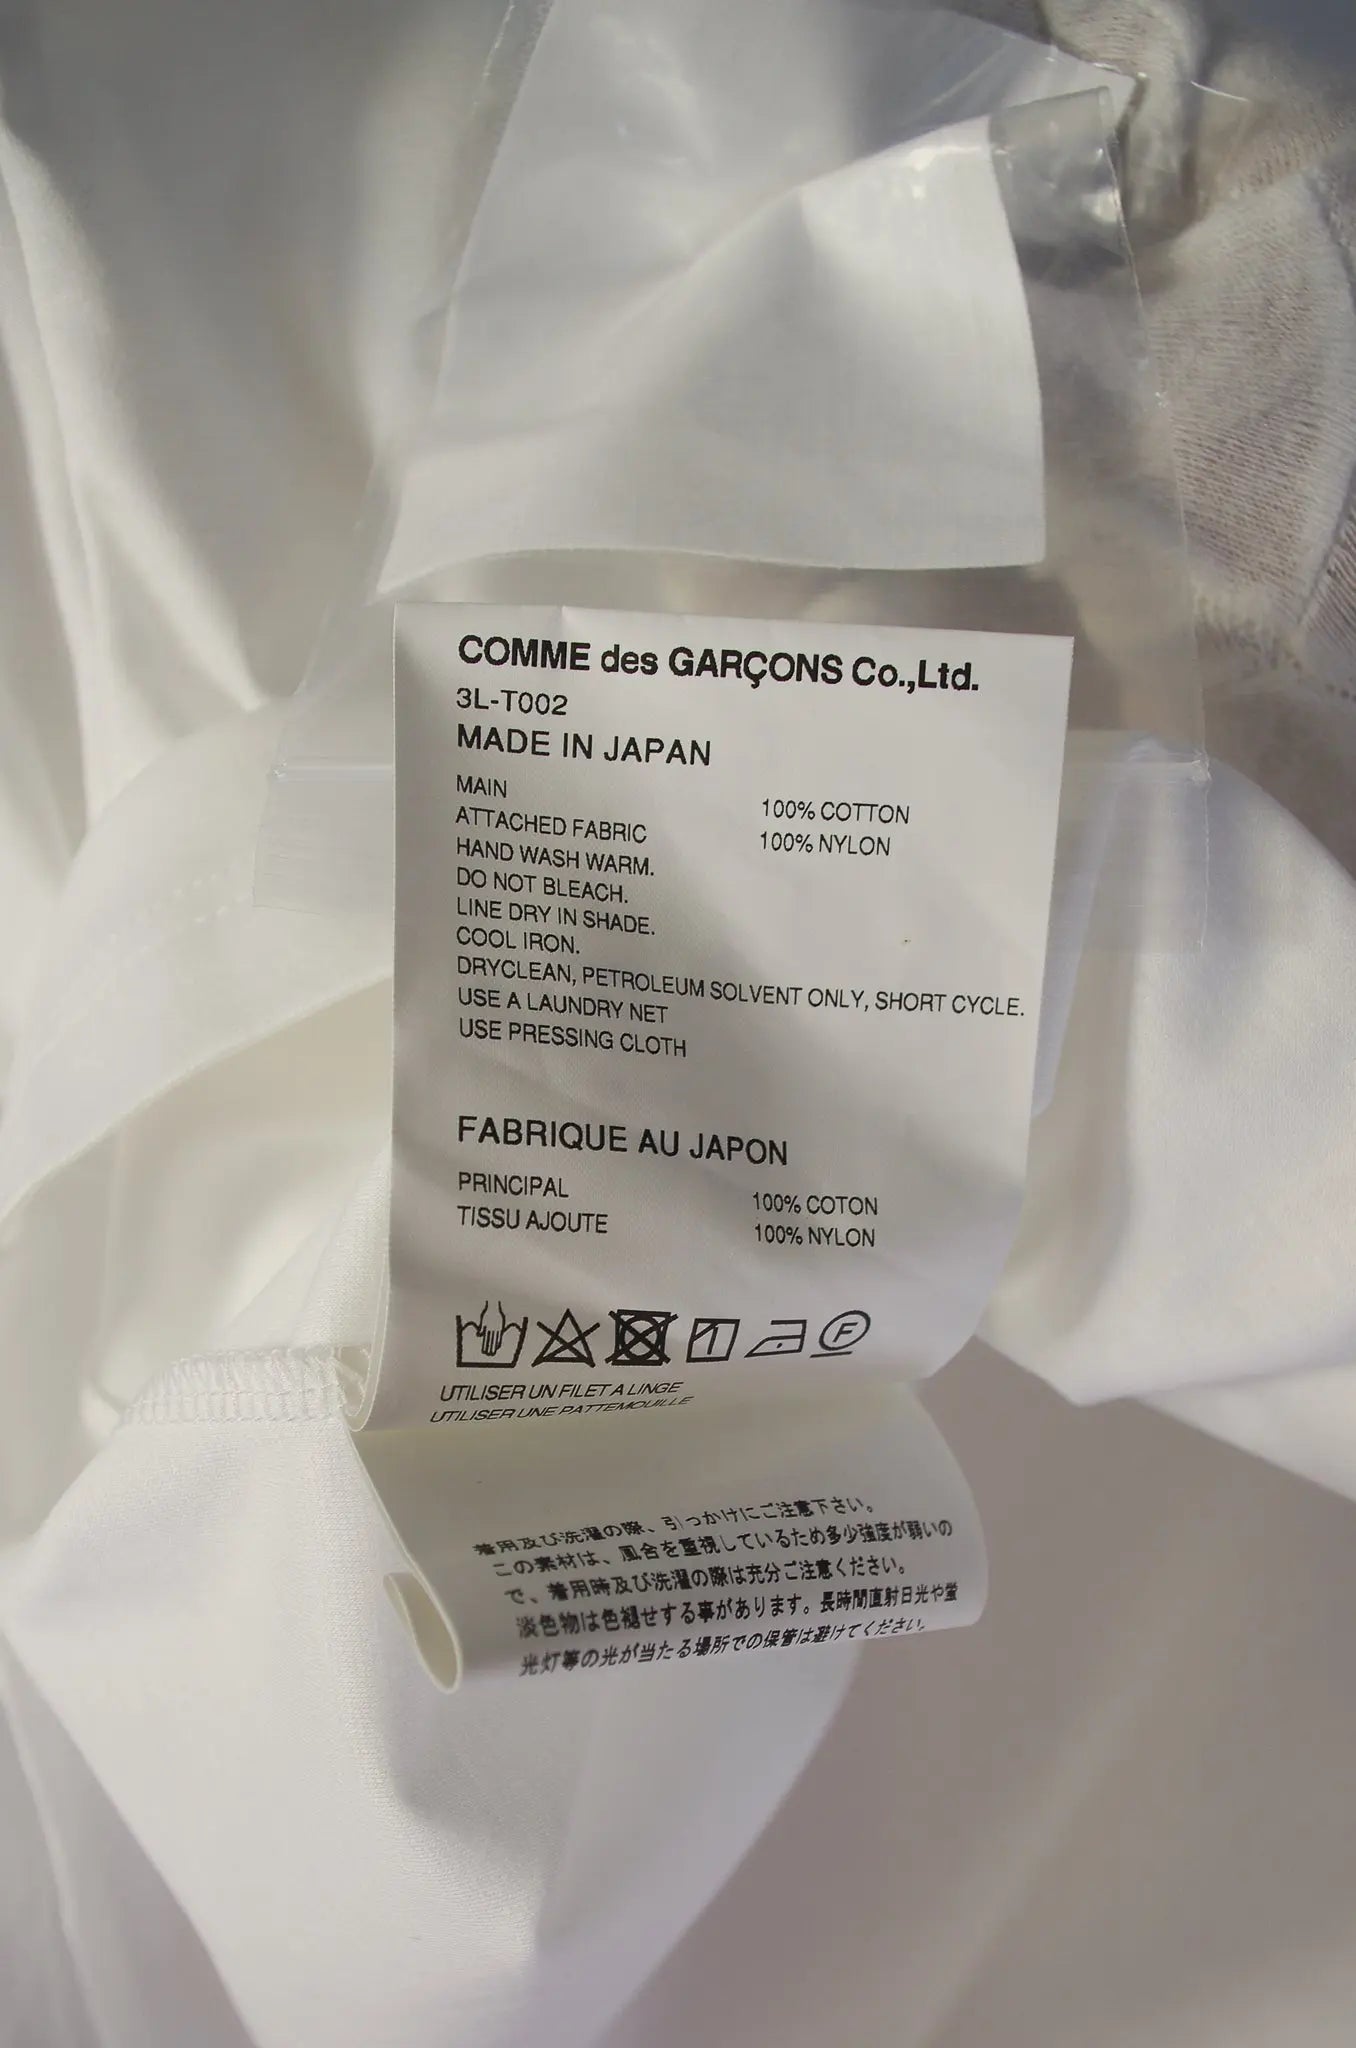 COMME des GARÇONS Co.,Ltd.
3L-T002
MADE IN JAPAN
MAIN 100% COTTON
ATTACHED FABRIC 100% NYLON
HAND WASH WARM.
DO NOT BLEACH.
LINE DRY IN SHADE.
COOL IRON.
DRYCLEAN, PETROLEUM SOLVENT ONLY, SHORT CYCLE.
USE A LAUNDRY NET
USE PRESSING CLOTH
FABRIQUE AU JAPON
PRINCIPAL 100% COTON
TISSU AJOUTE 100% NYLON
F
UTILISER UN FILET A LINGE
UTILISER UNE PATTEMOUILLE
着用及び洗濯の際、引っかけにご注意下さい。
この素材は、風合を重視しているため多少強度が弱いの
で、着用時及び洗濯の際は充分ご注意ください。
淡色物は色褪せする事があります。長時間直射日光や蛍
光灯等の光が当たる場所での保管は避けてください。